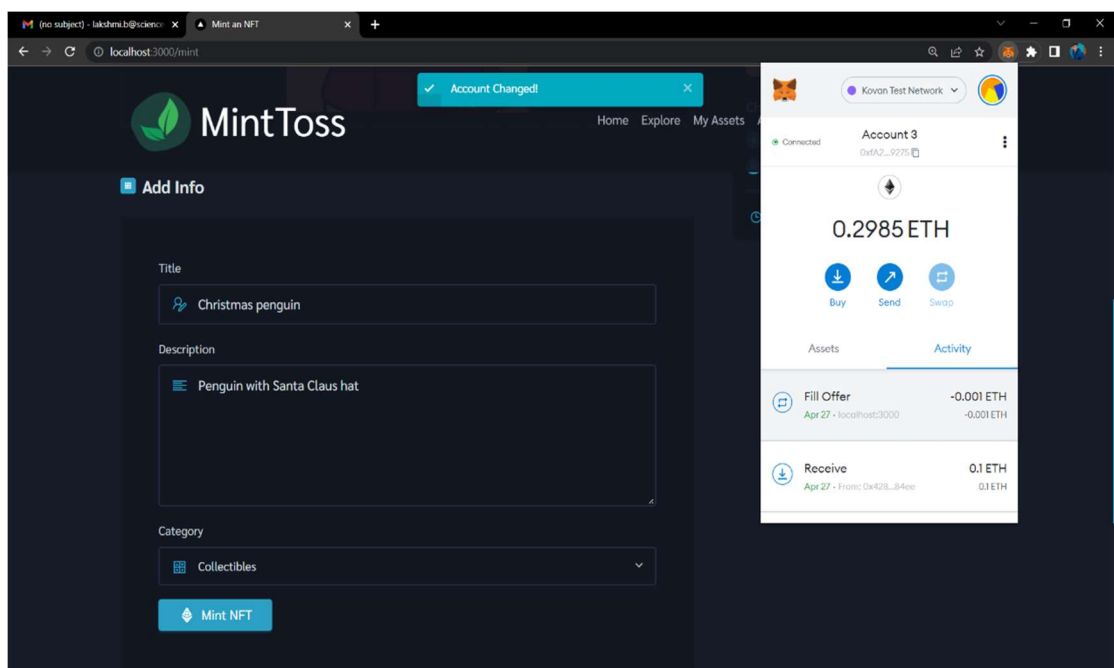 (no subject) - lakshmi.b@science
Mint an NFT
localhost:3000/mint
Account Changed!
MintToss
Home Explore My Assets
Add Info
Title
Christmas penguin
Description
Penguin with Santa Claus hat
Category
Collectibles
Mint NFT
Kovan Test Network
Connected
Account 3
0xfA2...9275
0.2985 ETH
Buy Send Swap
Assets Activity
Fill Offer -0.001 ETH
Apr 27 · localhost:3000 -0.001 ETH
Receive 0.1 ETH
Apr 27 · From: 0x428...84ee 0.1 ETH